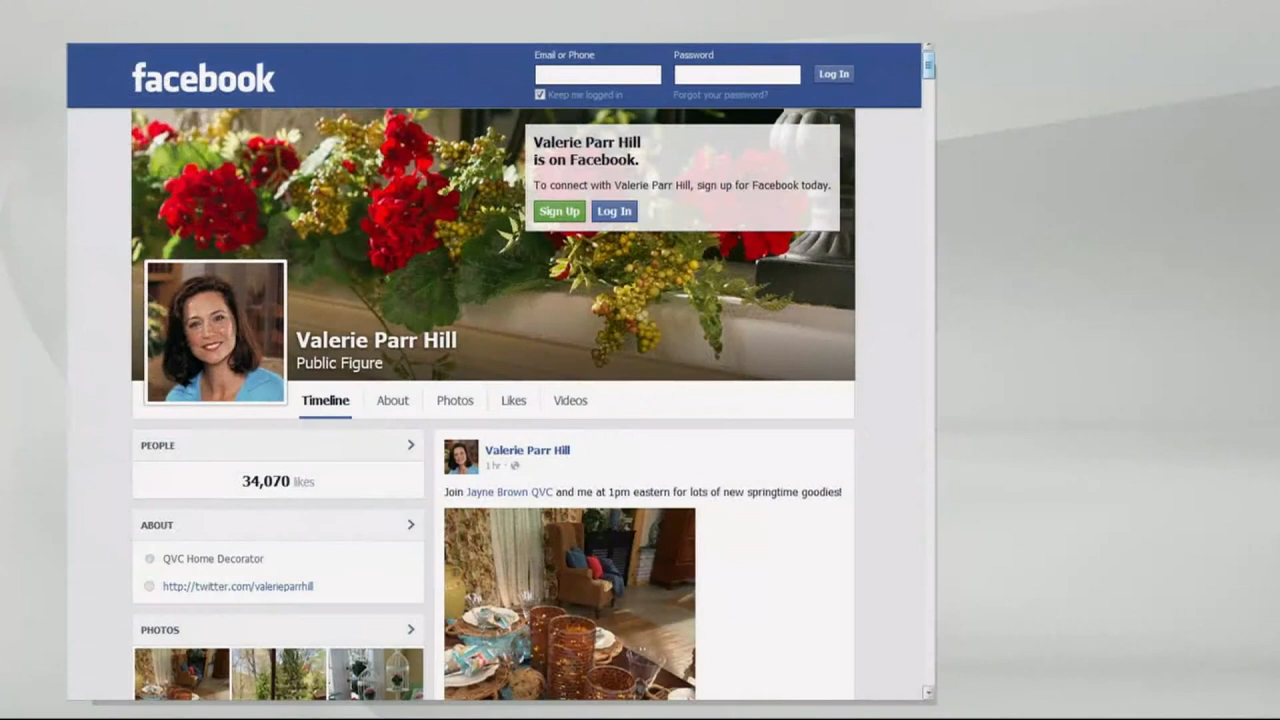 Email or Phone
Password
facebook
Log In
Keep me logged in
Forgot your password?
Valerie Parr Hill
is on Facebook.
To connect with Valerie Parr Hill, sign up for Facebook today.
Sign Up
Log In
Valerie Parr Hill
Public Figure
Timeline
About
Photos
Likes
Videos
PEOPLE
34,070 likes
ABOUT
QVC Home Decorator
http://twitter.com/valerieparrhill
PHOTOS
Valerie Parr Hill
1 hr ·
Join Jayne Brown QVC and me at 1pm eastern for lots of new springtime goodies!